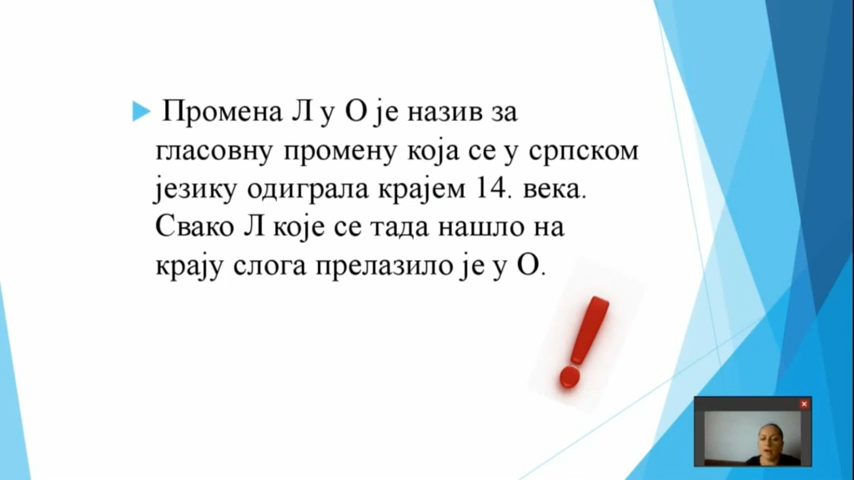 Промена Л у О је назив за
гласовну промену која се у српском
језику одиграла крајем 14. века.
Свако Л које се тада нашло на
крају слога прелазило је у О.